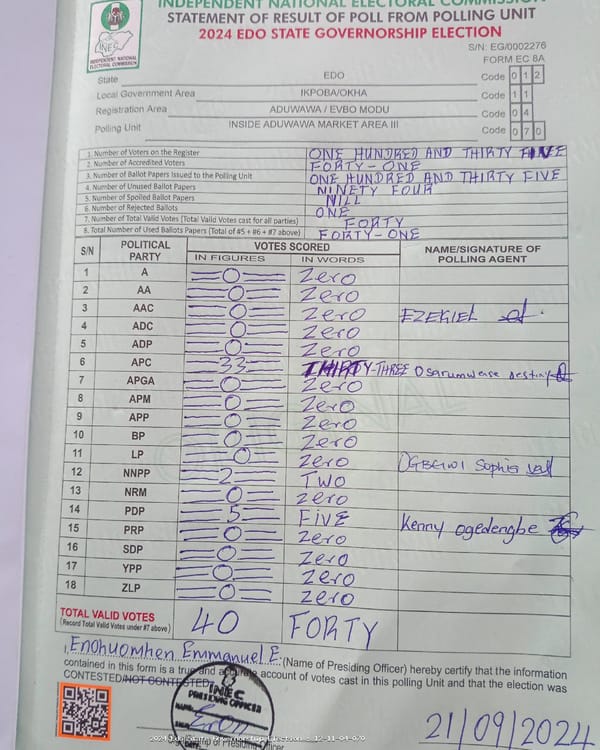 INDEPENDENT NATIONAL ELECTORAL COMMISSION
STATEMENT OF RESULT OF POLL FROM POLLING UNIT
2024 EDO STATE GOVERNORSHIP ELECTION
INEC
INDEPENDENT NATIONAL ELECTORAL COMMISSION
S/N: EG/0002276
FORM EC 8A
State EDO Code 0 1 2
Local Government Area IKPOBA/OKHA Code 1 1
Registration Area ADUWAWA / EVBO MODU Code 0 4
Polling Unit INSIDE ADUWAWA MARKET AREA III Code 0 7 0
1. Number of Voters on the Register ONE HUNDRED AND THIRTY FIVE
2. Number of Accredited Voters FORTY-ONE
3. Number of Ballot Papers Issued to the Polling Unit ONE HUNDRED AND THIRTY FIVE
4. Number of Unused Ballot Papers NINETY FOUR
5. Number of Spoiled Ballot Papers NILL
6. Number of Rejected Ballots ONE
7. Number of Total Valid Votes (Total Valid Votes cast for all parties) FORTY
8. Total Number of Used Ballots Papers (Total of #5 + #6 + #7 above) FORTY-ONE
S/N POLITICAL PARTY VOTES SCORED NAME/SIGNATURE OF POLLING AGENT
IN FIGURES IN WORDS
1 A 0 Zero
2 AA 0 Zero
3 AAC 0 Zero EZEKIEL
4 ADC 0 Zero
5 ADP 0 Zero
6 APC 33 THIRTY-THREE Osarumwense destiny
7 APGA 0 Zero
8 APM 0 Zero
9 APP 0 Zero
10 BP 0 Zero
11 LP 0 Zero Sophia
12 NNPP 2 TWO
13 NRM 0 Zero
14 PDP 5 FIVE Kenny Ogedengbe
15 PRP 0 Zero
16 SDP 0 Zero
17 YPP 0 Zero
18 ZLP 0 Zero
TOTAL VALID VOTES 40 FORTY
(Record Total Valid Votes under #7 above)
I, Enohuomhen Emmanuel E. (Name of Presiding Officer) hereby certify that the information
contained in this form is a true and accurate account of votes cast in this polling Unit and that the election was
CONTESTED/NOT CONTESTED.
INEC
PRESIDING OFFICER
NAME:
DATE:
21/09/2024